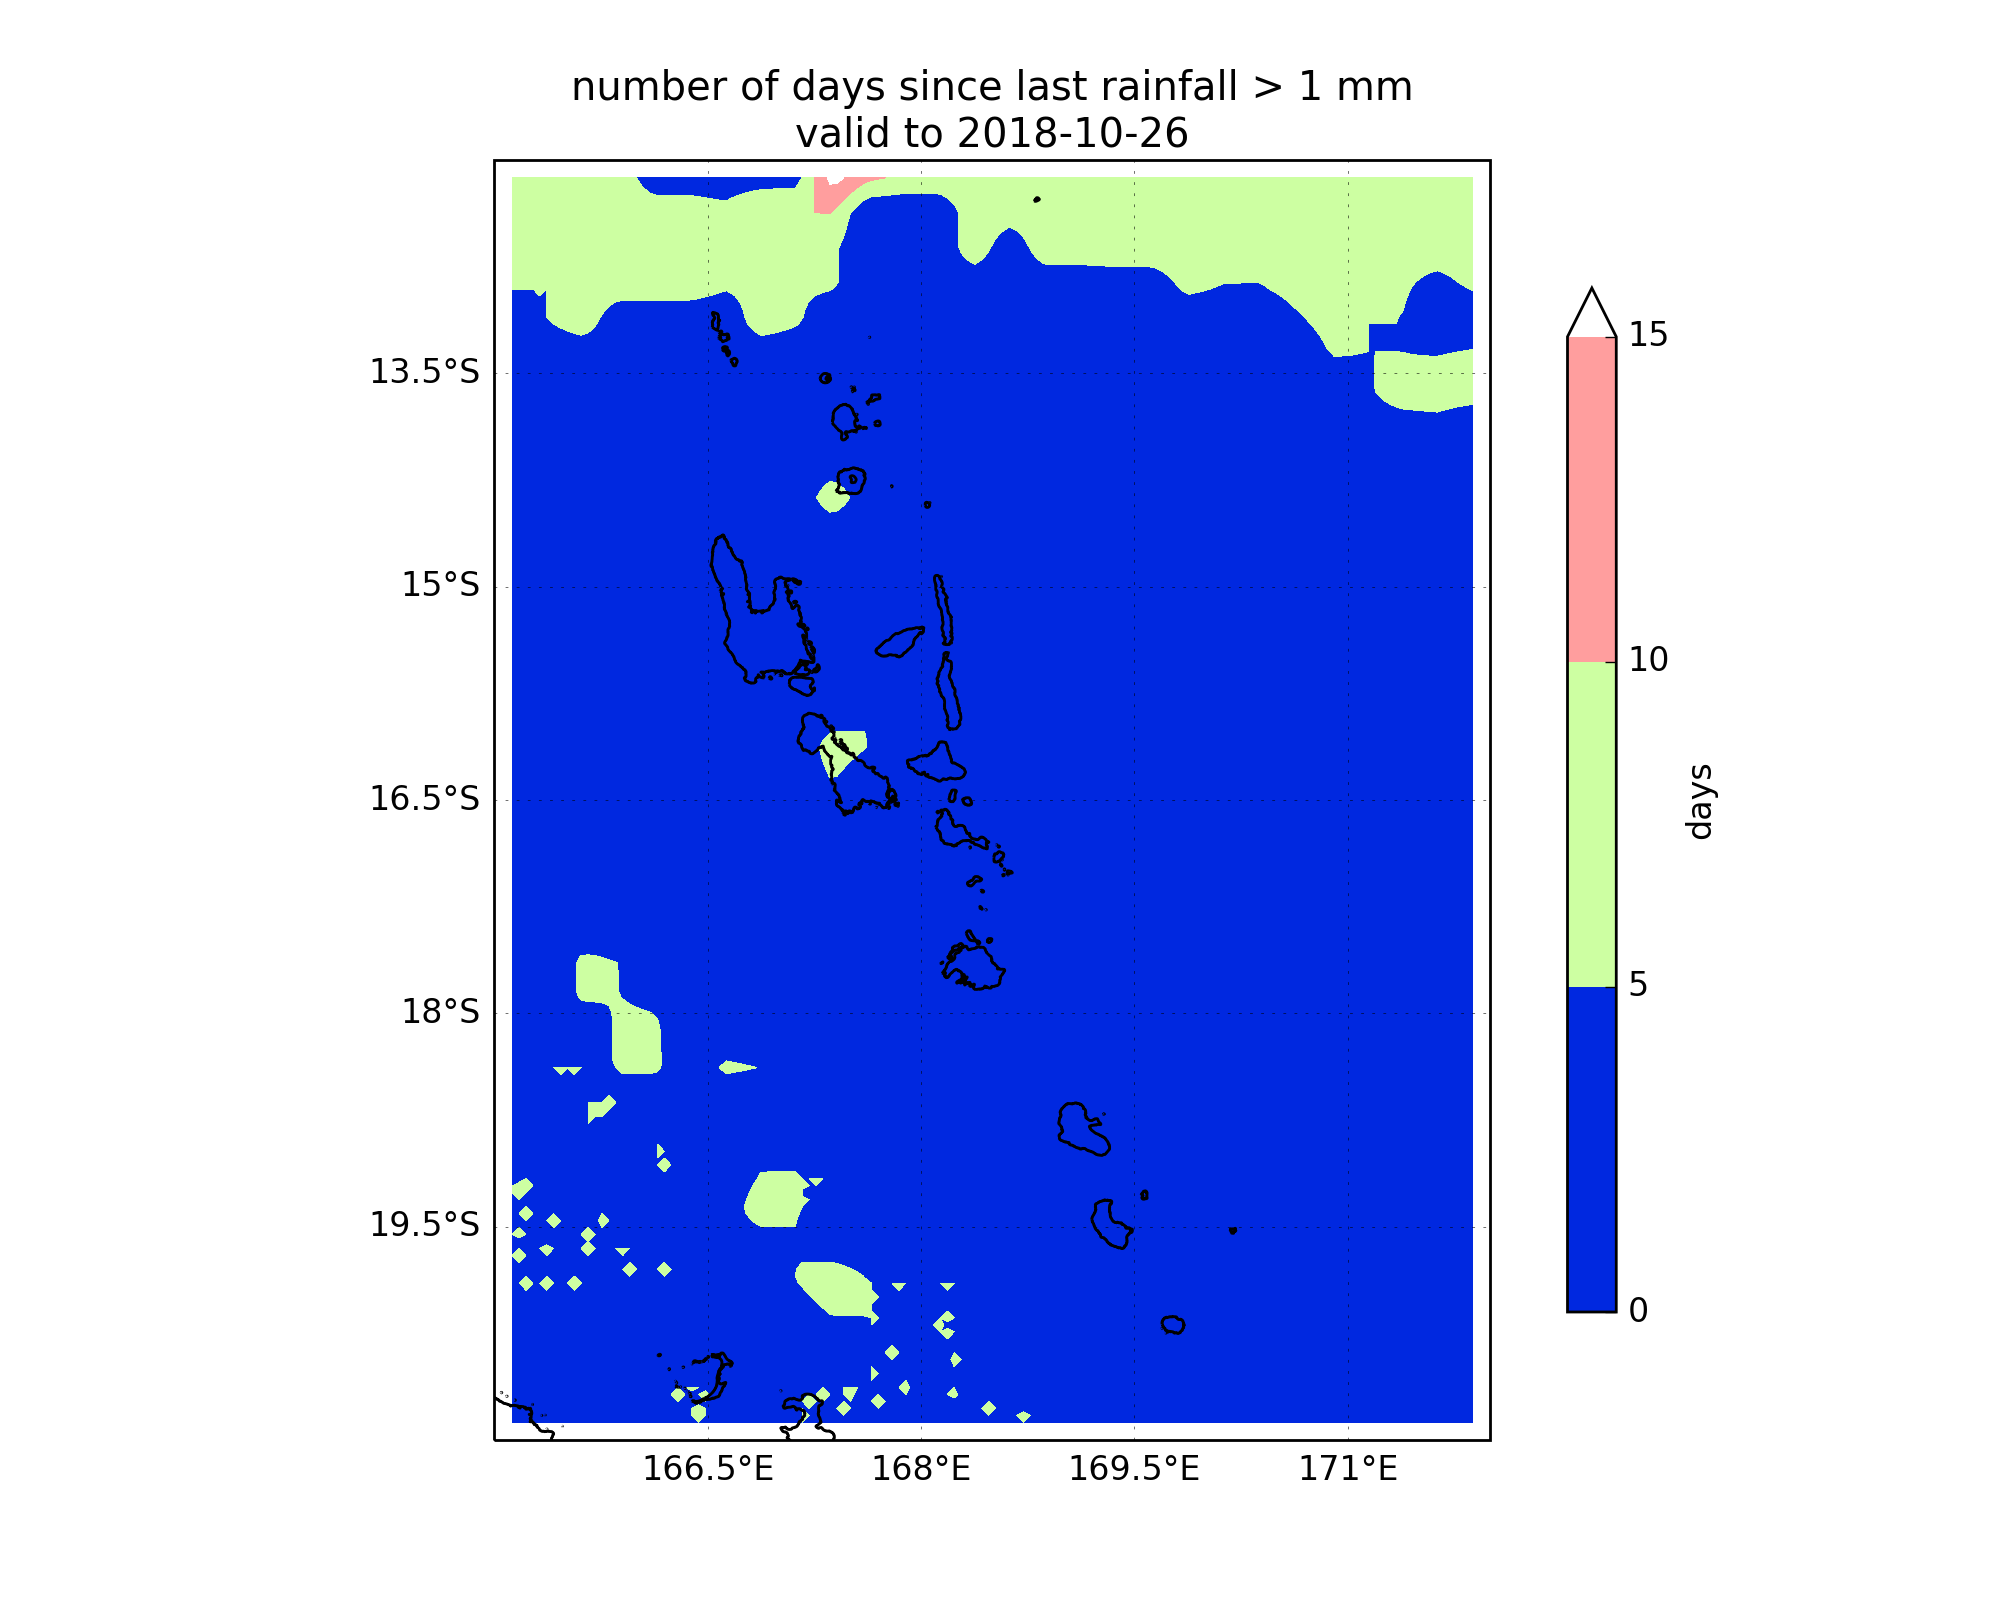 number of days since last rainfall > 1 mm
valid to 2018-10-26
13.5°S
15°S
16.5°S
18°S
19.5°S
166.5°E
168°E
169.5°E
171°E
15
10
5
0
days